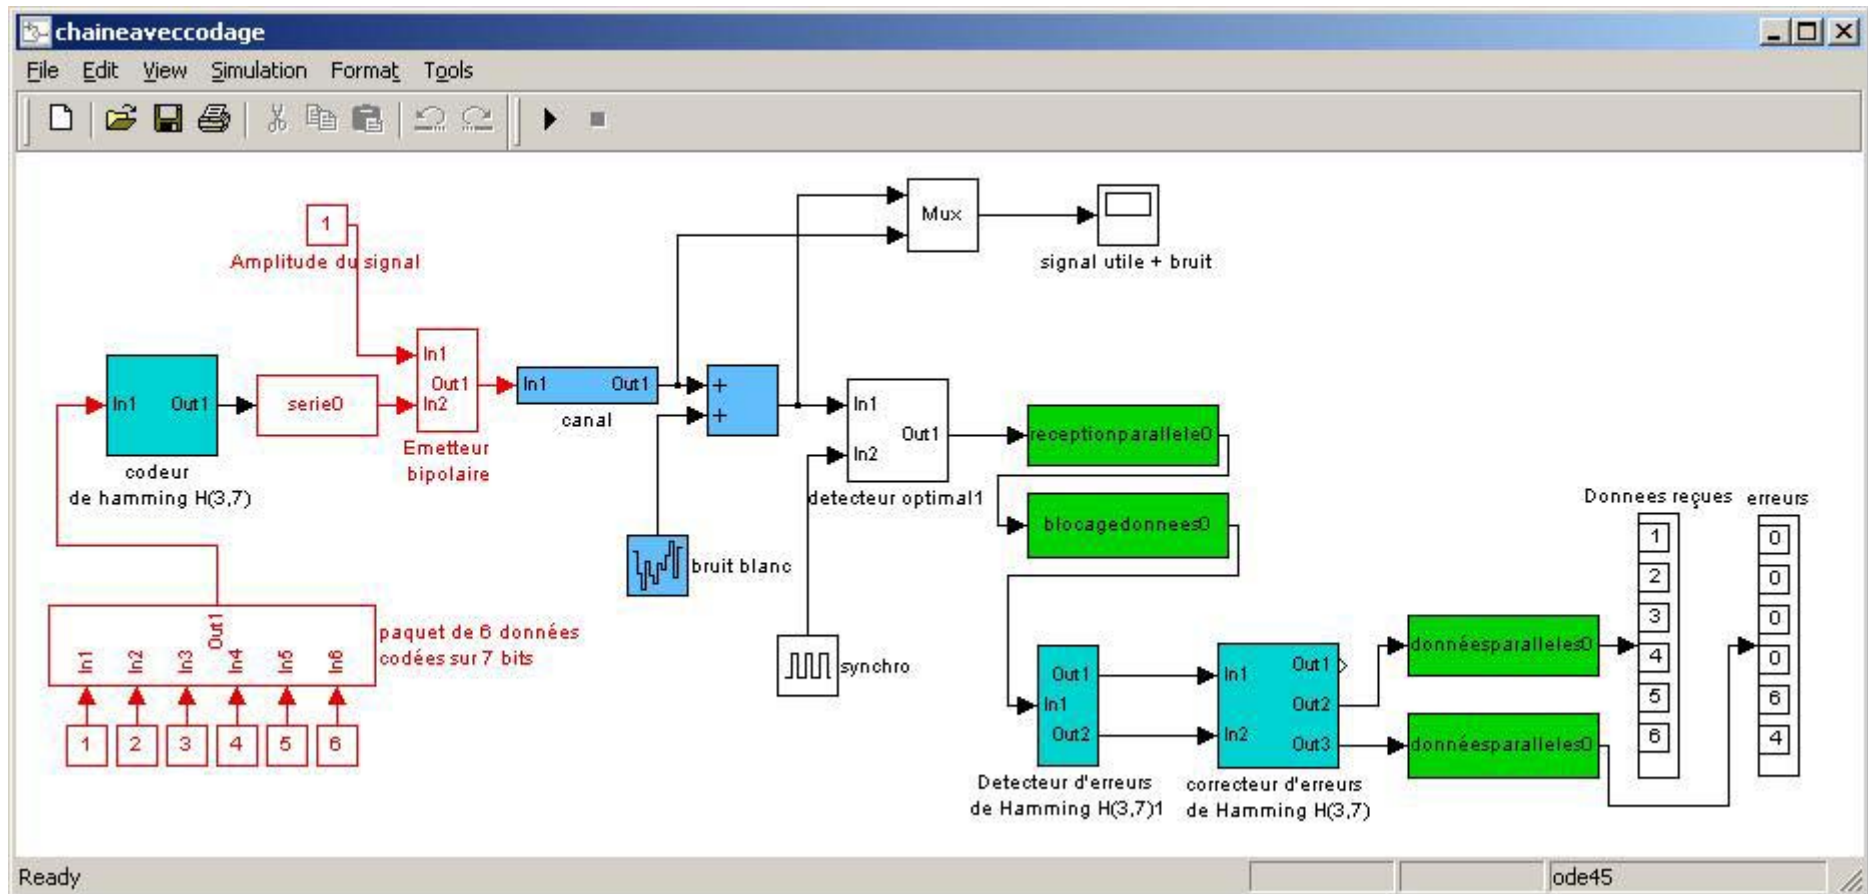 chaineaveccodage
File Edit View Simulation Format Tools
1
Amplitude du signal
Mux
signal utile + bruit
In1 Out1
codeur
de hamming H(3,7)
serie0
In1
Out1
In2
Emetteur
bipolaire
In1 Out1
canal
+
+
bruit blanc
In1
Out1
In2
detecteur optimal1
synchro
receptionparallele0
blocagedonnees0
Out1
In1 In2 In3 In4 In5 In6
paquet de 6 données
codées sur 7 bits
1 2 3 4 5 6
Out1
In1
Out2
Detecteur d'erreurs
de Hamming H(3,7)1
In1 Out1
Out2
In2 Out3
correcteur d'erreurs
de Hamming H(3,7)
donnéesparalleles0
donnéesparalleles0
Donnees reçues
1
2
3
4
5
6
erreurs
0
0
0
0
6
4
Ready
ode45